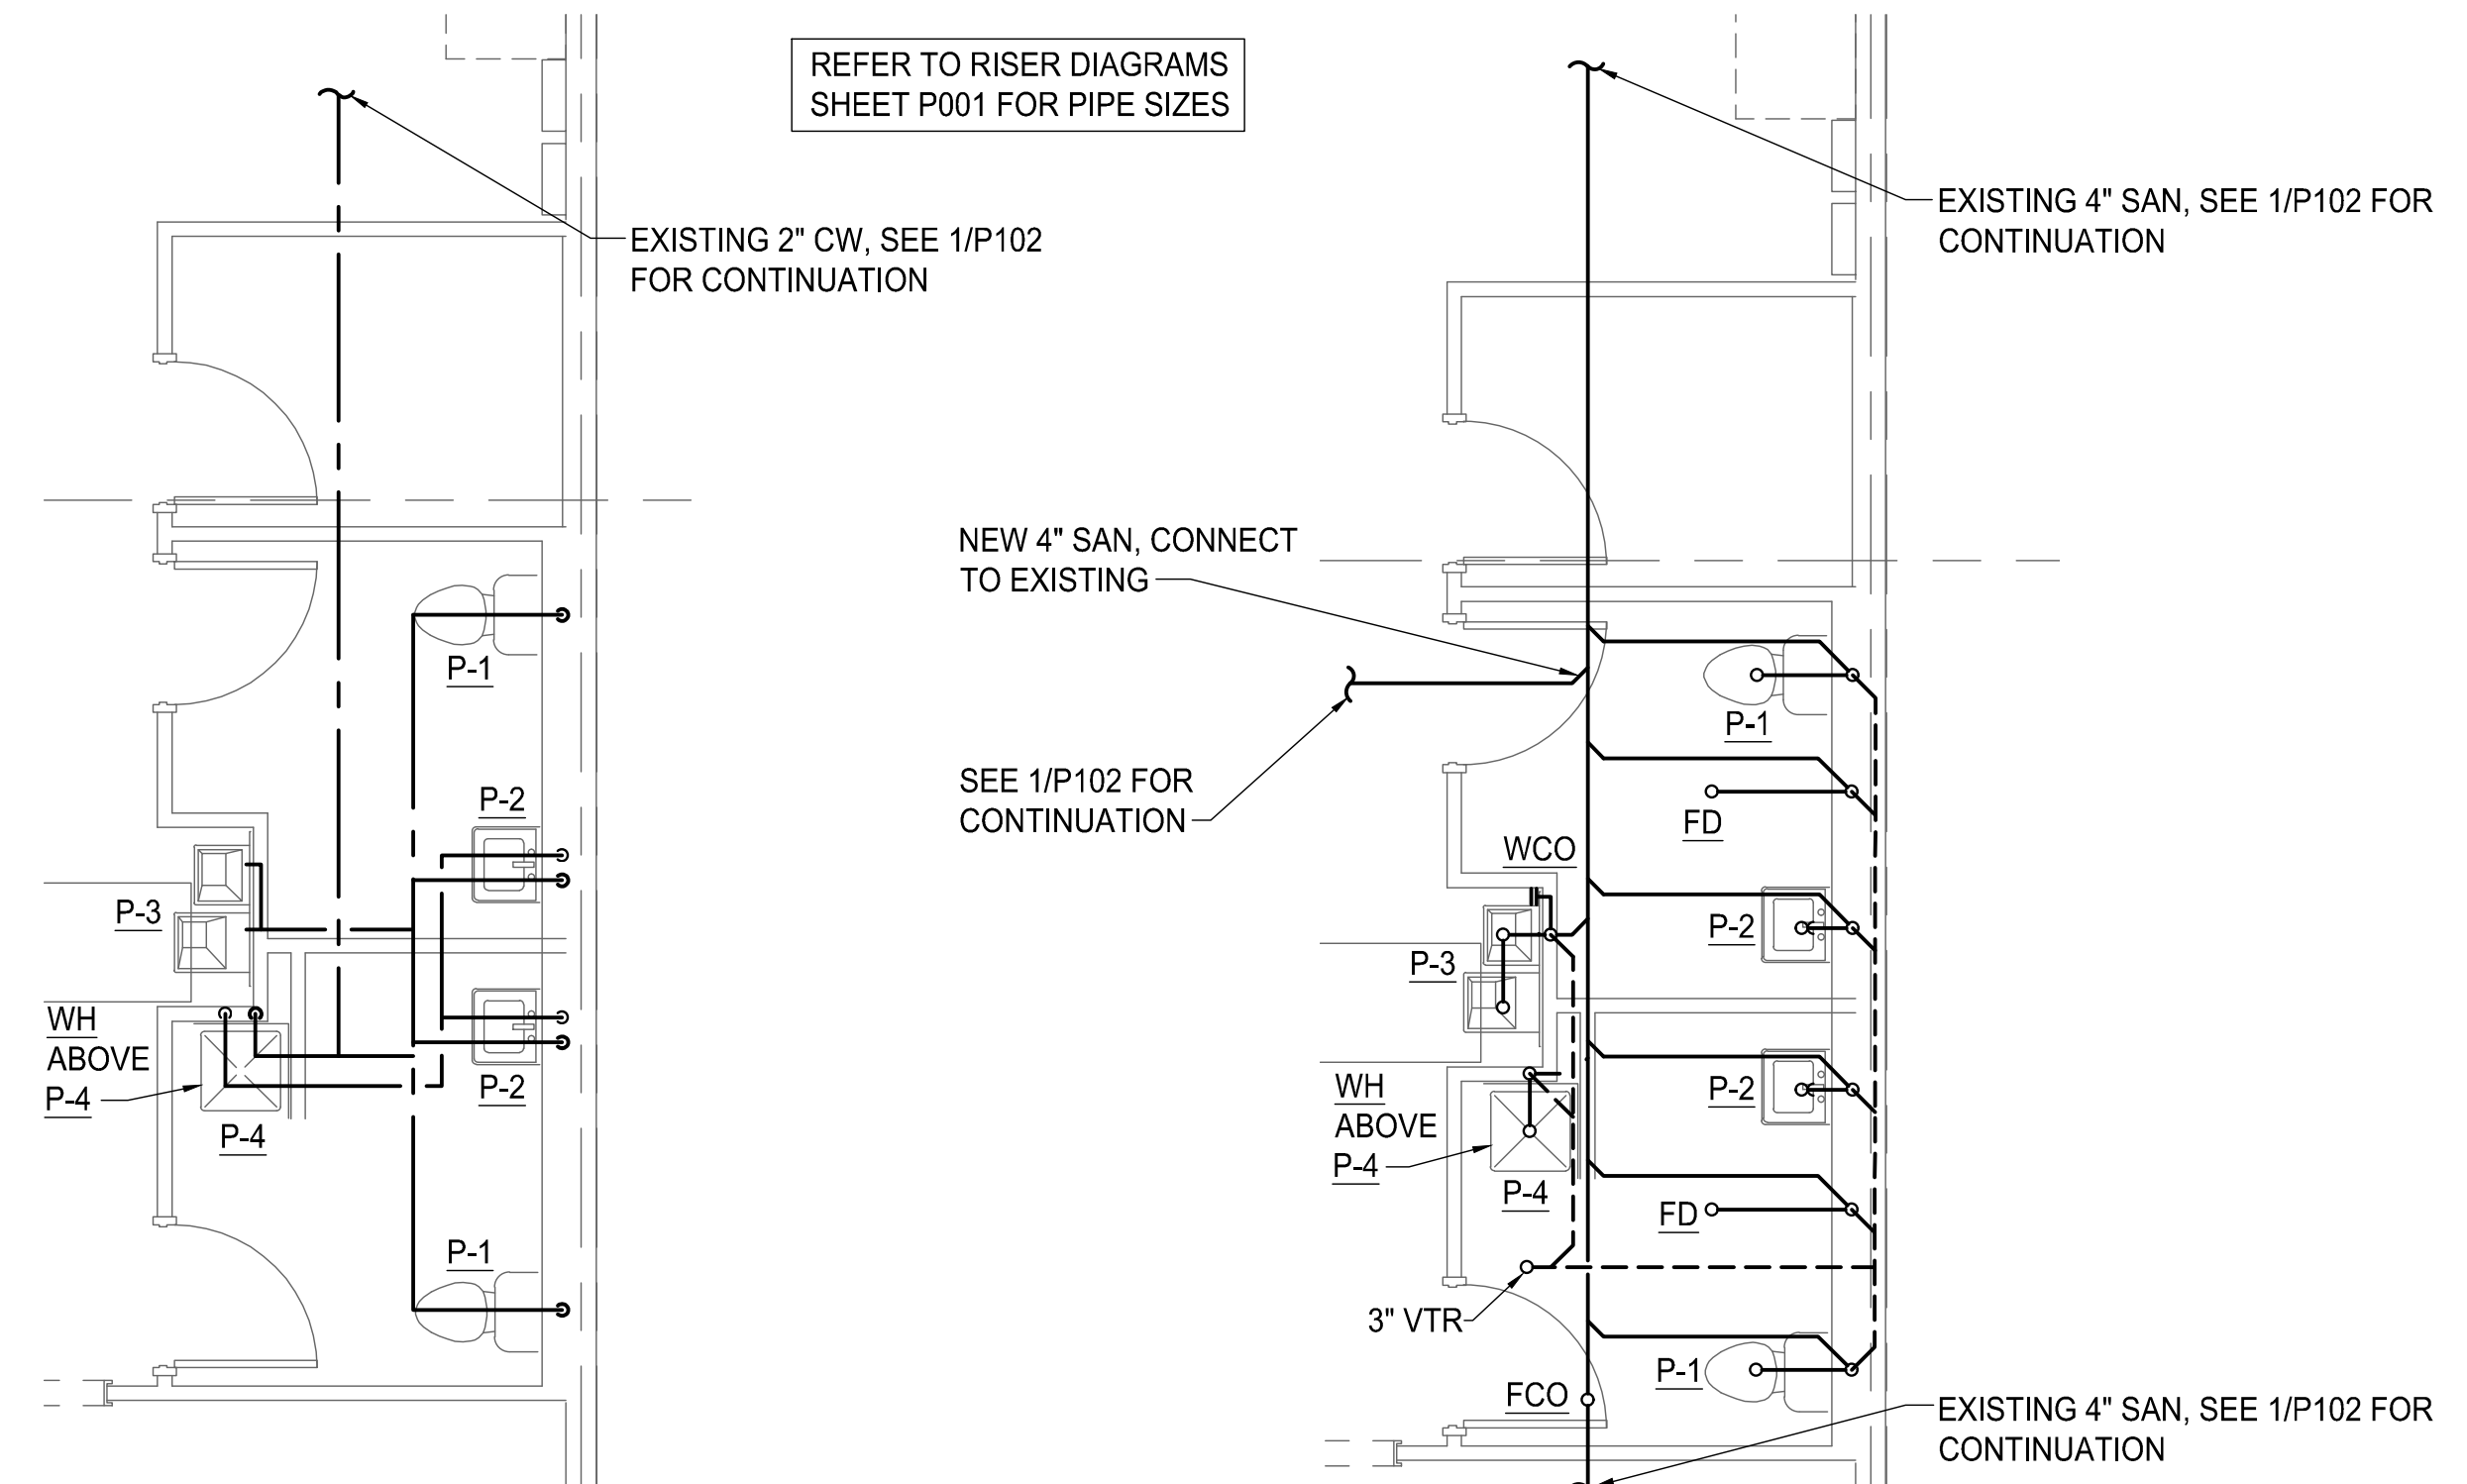 REFER TO RISER DIAGRAMS
SHEET P001 FOR PIPE SIZES
EXISTING 2" CW, SEE 1/P102
FOR CONTINUATION
P-1
P-2
P-3
WH
ABOVE
P-4
P-4
P-2
P-1
EXISTING 4" SAN, SEE 1/P102 FOR
CONTINUATION
NEW 4" SAN, CONNECT
TO EXISTING
SEE 1/P102 FOR
CONTINUATION
P-1
FD
WCO
P-2
P-3
WH
ABOVE
P-4
P-2
P-4
FD
3" VTR
P-1
FCO
EXISTING 4" SAN, SEE 1/P102 FOR
CONTINUATION